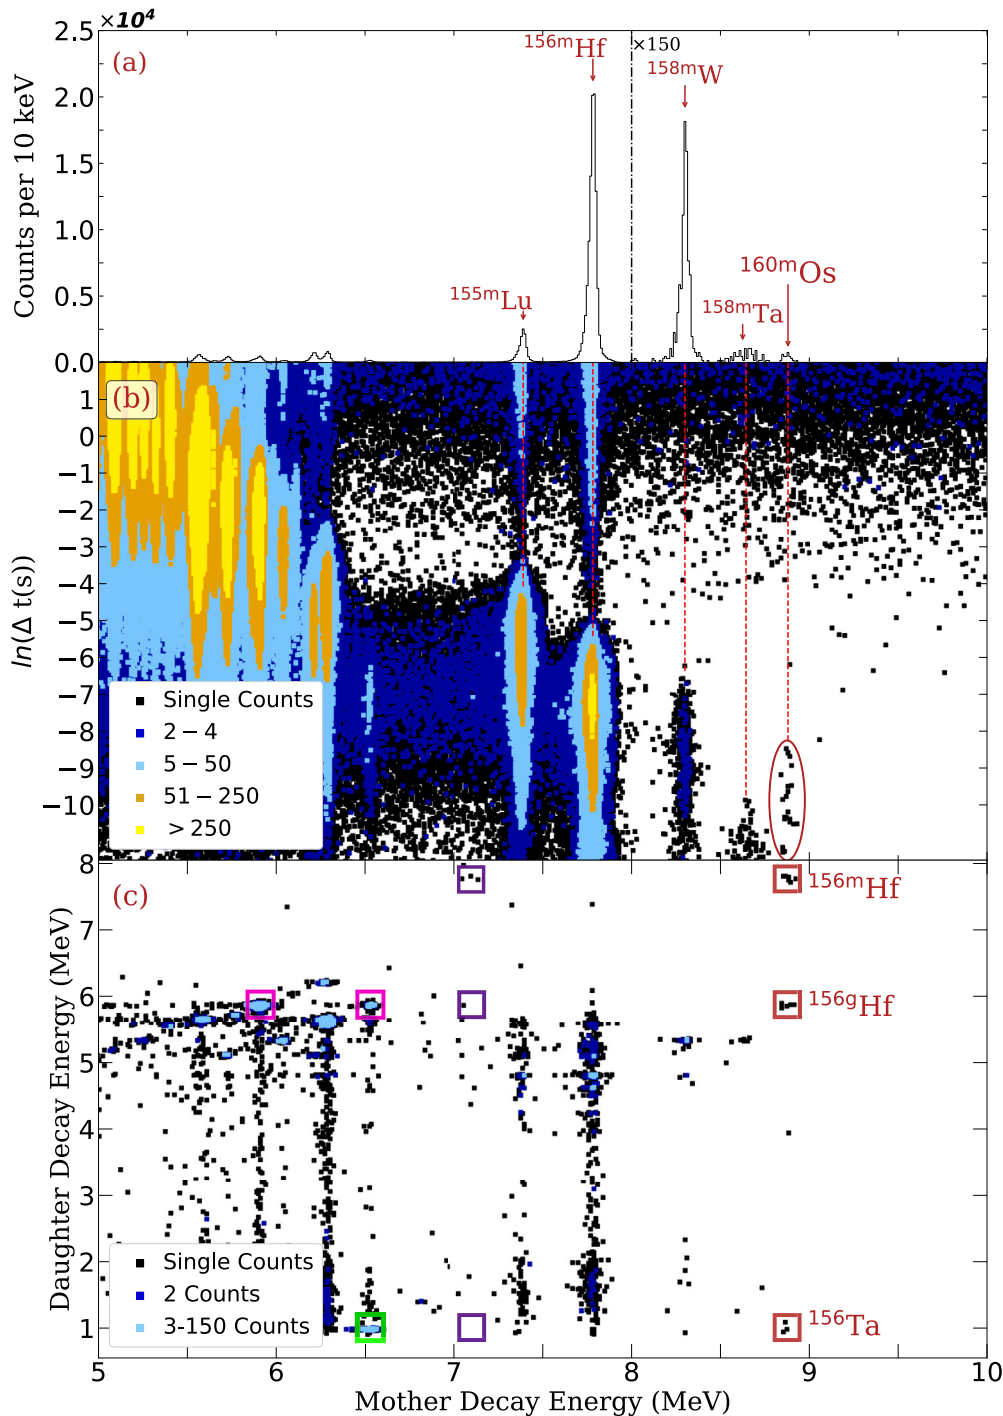 ×10⁴
2.5
2.0
1.5
1.0
0.5
0.0
Counts per 10 keV
(a)
¹⁵⁶ᵐHf
×150
¹⁵⁸ᵐW
¹⁵⁵ᵐLu
¹⁵⁸ᵐTa
¹⁶⁰ᵐOs
(b)
1
0
−1
−2
−3
−4
−5
−6
−7
−8
−9
−10
ln(Δ t(s))
Single Counts
2 − 4
5 − 50
51 − 250
> 250
(c)
8
7
6
5
4
3
2
1
Daughter Decay Energy (MeV)
¹⁵⁶ᵐHf
¹⁵⁶ᵍHf
¹⁵⁶Ta
Single Counts
2 Counts
3-150 Counts
5 6 7 8 9 10
Mother Decay Energy (MeV)